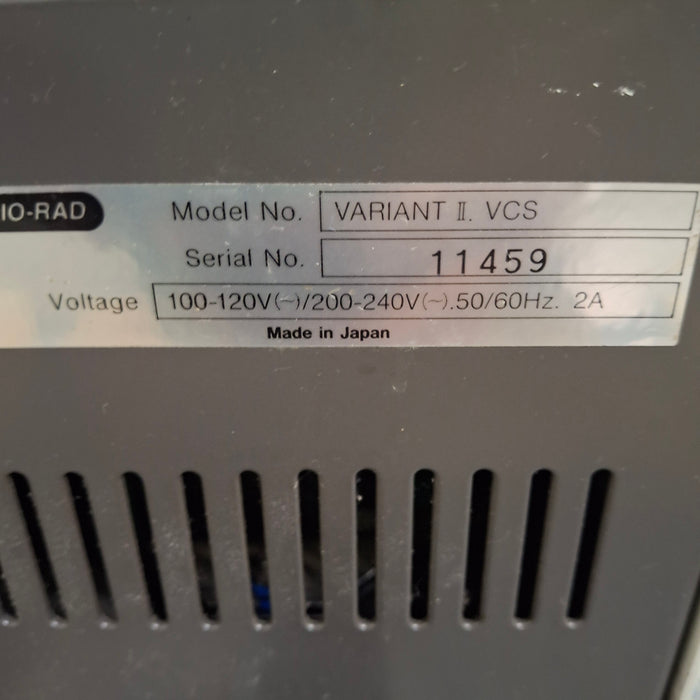 IO-RAD
Model No. VARIANT II. VCS
Serial No. 11459
Voltage 100-120V(~)/200-240V(~).50/60Hz. 2A
Made in Japan